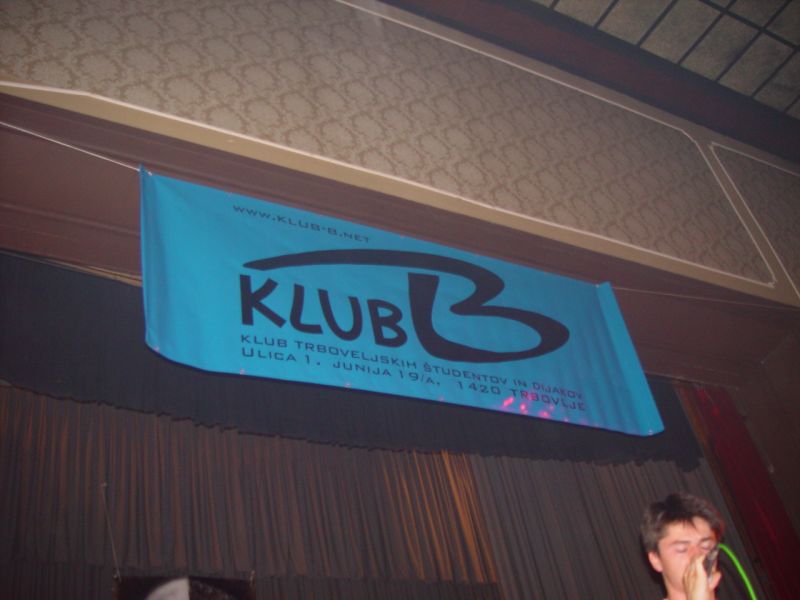 www.klub-b.net
KLUB B
KLUB TRBOVELJSKIH ŠTUDENTOV IN DIJAKOV
ULICA 1. JUNIJA 19/A, 1420 TRBOVLJE